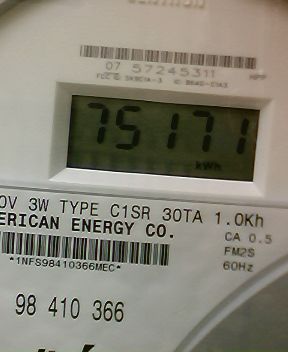 CENTRON
07 57245311
75171
kWh
0V 3W TYPE C1SR 30TA 1.0Kh
ERICAN ENERGY CO.
CA 0.5
FM2S
*1NFS98410366MEC*
60Hz
98 410 366